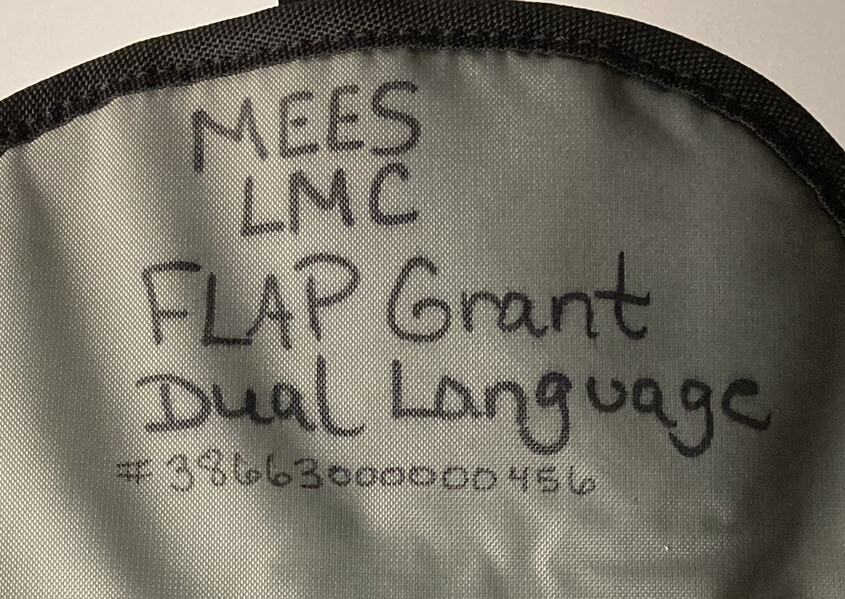 MEES
LMC
FLAP Grant
Dual Language
#38663000000456